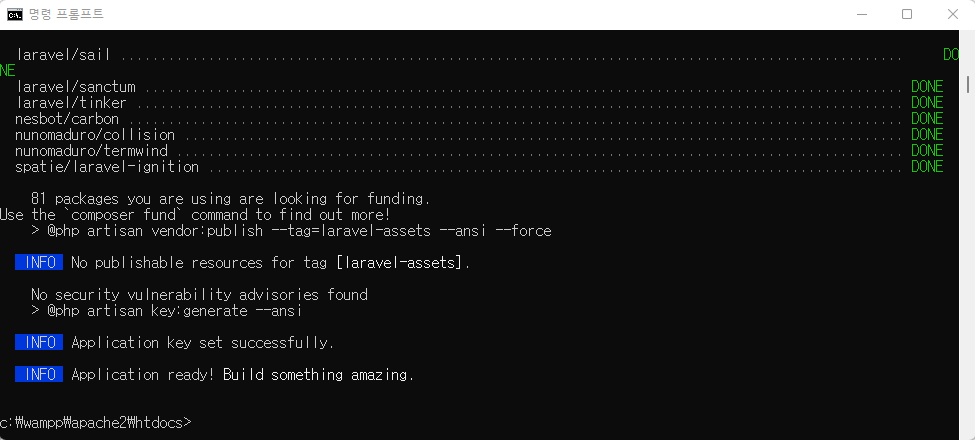 명령 프롬프트
laravel/sail .................................................................................................. DO
NE
laravel/sanctum ................................................................................................ DONE
laravel/tinker ................................................................................................. DONE
nesbot/carbon .................................................................................................. DONE
nunomaduro/collision ........................................................................................... DONE
nunomaduro/termwind ............................................................................................ DONE
spatie/laravel-ignition ........................................................................................ DONE
81 packages you are using are looking for funding.
Use the `composer fund` command to find out more!
> @php artisan vendor:publish --tag=laravel-assets --ansi --force
INFO No publishable resources for tag [laravel-assets].
No security vulnerability advisories found
> @php artisan key:generate --ansi
INFO Application key set successfully.
INFO Application ready! Build something amazing.
c:₩wampp₩apache2₩htdocs>